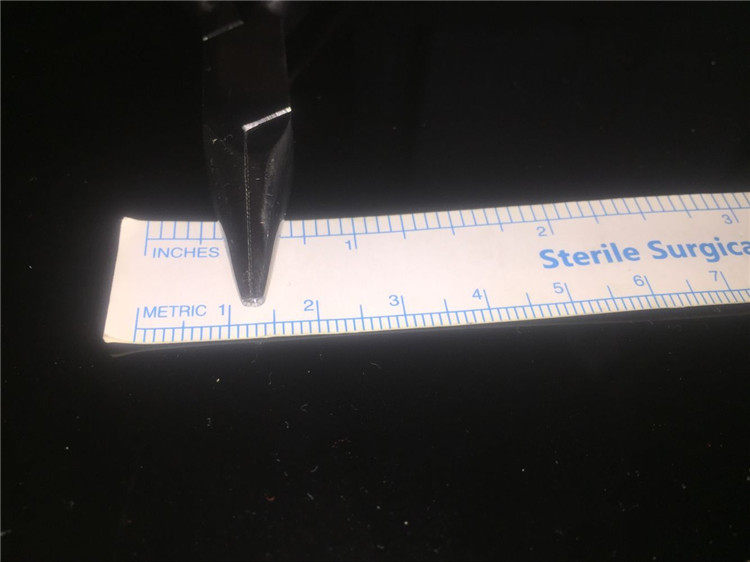 1 2 3
INCHES
Sterile Surgica
METRIC 1 2 3 4 5 6 7